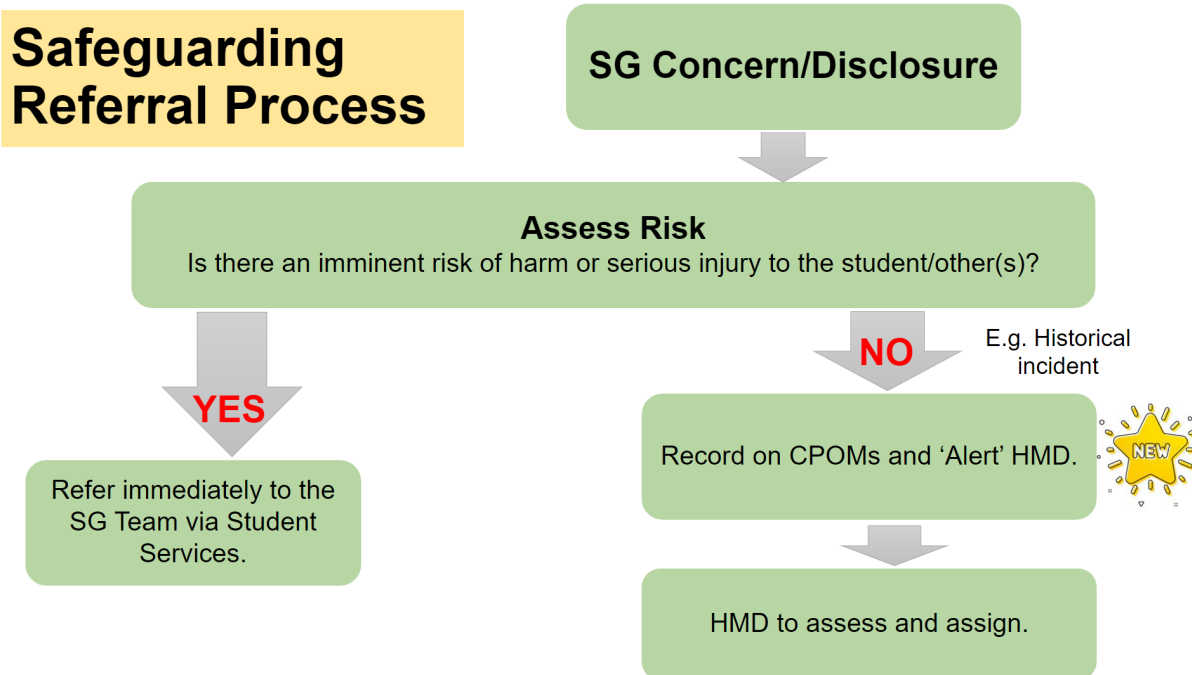 Safeguarding
Referral Process
SG Concern/Disclosure
Assess Risk
Is there an imminent risk of harm or serious injury to the student/other(s)?
YES
NO
E.g. Historical
incident
Refer immediately to the
SG Team via Student
Services.
Record on CPOMs and ‘Alert’ HMD.
NEW
HMD to assess and assign.